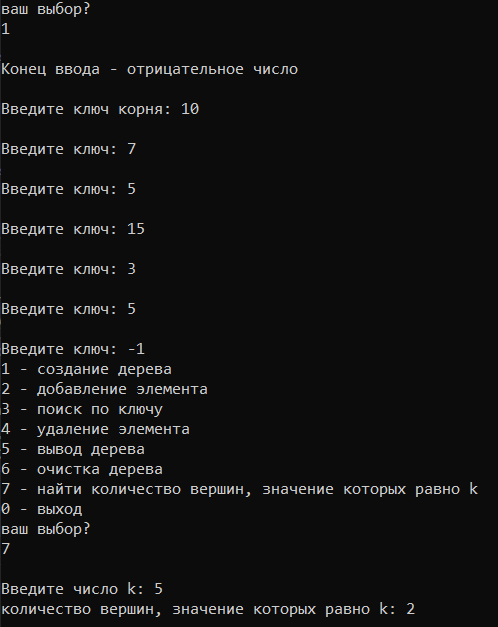 ваш выбор?
1
Конец ввода - отрицательное число
Введите ключ корня: 10
Введите ключ: 7
Введите ключ: 5
Введите ключ: 15
Введите ключ: 3
Введите ключ: 5
Введите ключ: -1
1 - создание дерева
2 - добавление элемента
3 - поиск по ключу
4 - удаление элемента
5 - вывод дерева
6 - очистка дерева
7 - найти количество вершин, значение которых равно k
0 - выход
ваш выбор?
7
Введите число k: 5
количество вершин, значение которых равно k: 2